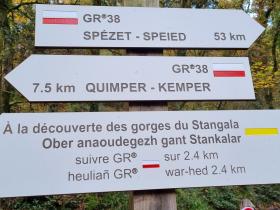 GR®38
SPÉZET - SPEIED 53 km
GR®38
7.5 km QUIMPER - KEMPER
À la découverte des gorges du Stangala
Ober anaoudegezh gant Stankalar
suivre GR® sur 2.4 km
heuliañ GR® war-hed 2.4 km